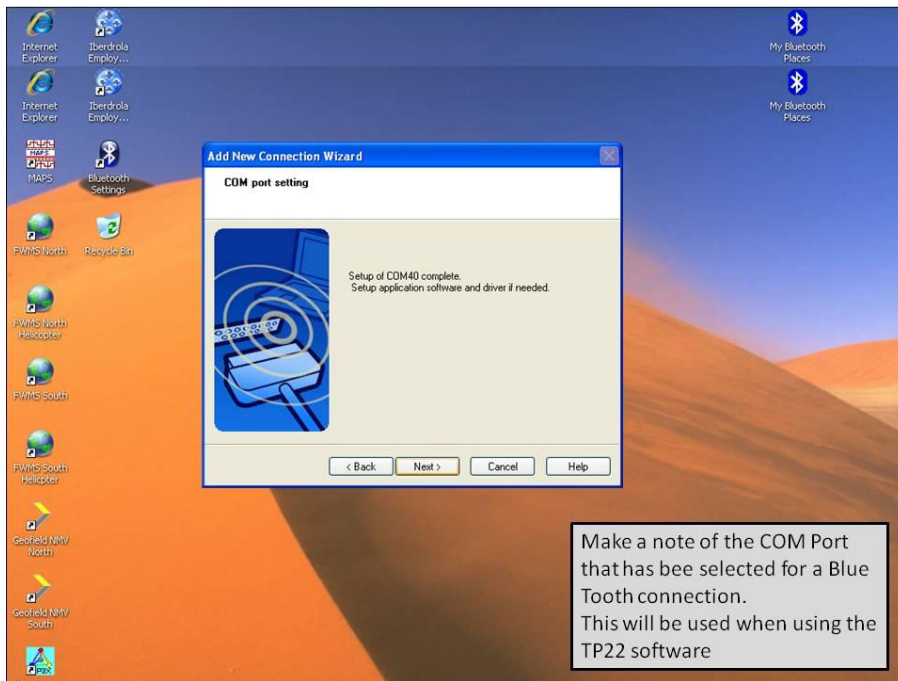 Internet
Explorer
Iberdrola
Employ...
My Bluetooth
Places
Internet
Explorer
Iberdrola
Employ...
My Bluetooth
Places
MAPS
MAPS
Bluetooth
Settings
FWMS North
Recycle Bin
FWMS North
Helicopter
FWMS South
FWMS South
Helicpter
Geofield NMV
North
Geofield NMV
South
Add New Connection Wizard
COM port setting
Setup of COM40 complete.
Setup application software and driver if needed.
< Back
Next >
Cancel
Help
Make a note of the COM Port
that has bee selected for a Blue
Tooth connection.
This will be used when using the
TP22 software